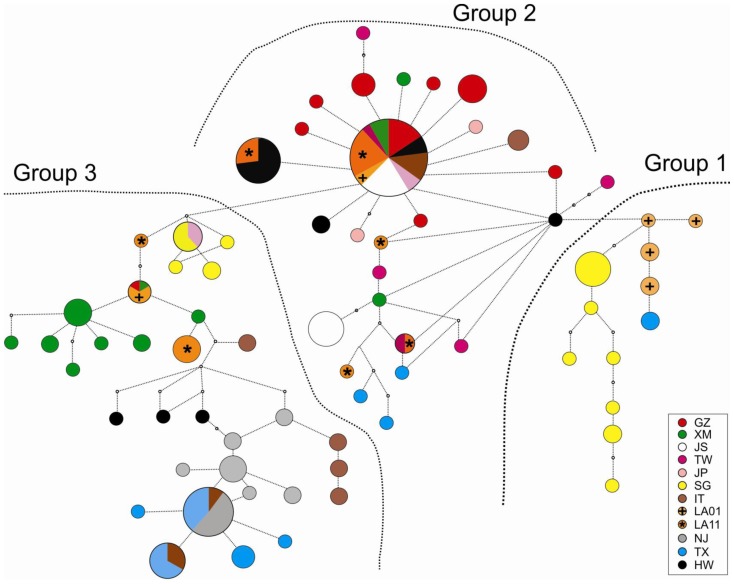 Group 2
Group 3
Group 1
GZ
XM
JS
TW
JP
SG
IT
LA01
LA11
NJ
TX
HW